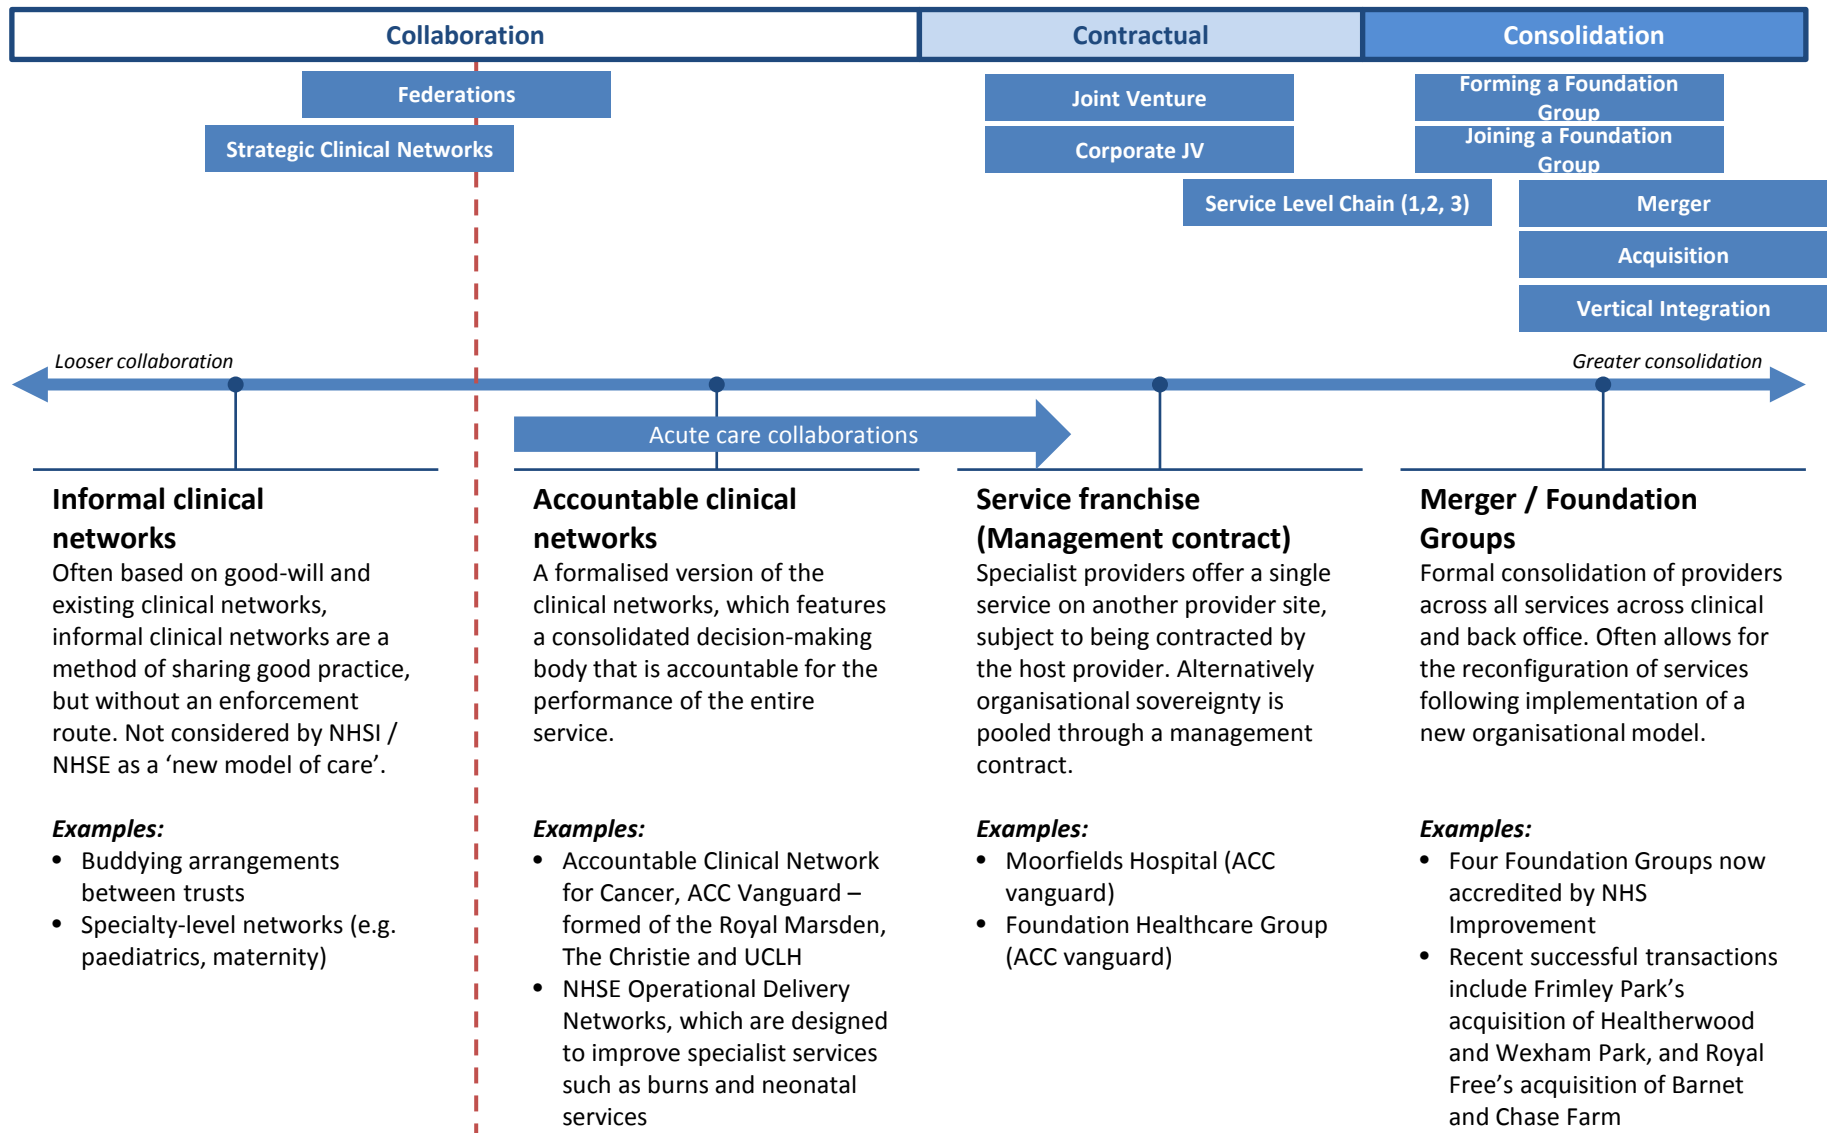 Collaboration
Contractual
Consolidation
Federations
Strategic Clinical Networks
Joint Venture
Corporate JV
Service Level Chain (1,2, 3)
Forming a Foundation
Group
Joining a Foundation
Group
Merger
Acquisition
Vertical Integration
Looser collaboration
Greater consolidation
Acute care collaborations
Informal clinical
networks
Often based on good-will and
existing clinical networks,
informal clinical networks are a
method of sharing good practice,
but without an enforcement
route. Not considered by NHSI /
NHSE as a ‘new model of care’.
Examples:
• Buddying arrangements
between trusts
• Specialty-level networks (e.g.
paediatrics, maternity)
Accountable clinical
networks
A formalised version of the
clinical networks, which features
a consolidated decision-making
body that is accountable for the
performance of the entire
service.
Examples:
• Accountable Clinical Network
for Cancer, ACC Vanguard –
formed of the Royal Marsden,
The Christie and UCLH
• NHSE Operational Delivery
Networks, which are designed
to improve specialist services
such as burns and neonatal
services
Service franchise
(Management contract)
Specialist providers offer a single
service on another provider site,
subject to being contracted by
the host provider. Alternatively
organisational sovereignty is
pooled through a management
contract.
Examples:
• Moorfields Hospital (ACC
vanguard)
• Foundation Healthcare Group
(ACC vanguard)
Merger / Foundation
Groups
Formal consolidation of providers
across all services across clinical
and back office. Often allows for
the reconfiguration of services
following implementation of a
new organisational model.
Examples:
• Four Foundation Groups now
accredited by NHS
Improvement
• Recent successful transactions
include Frimley Park’s
acquisition of Healtherwood
and Wexham Park, and Royal
Free’s acquisition of Barnet
and Chase Farm